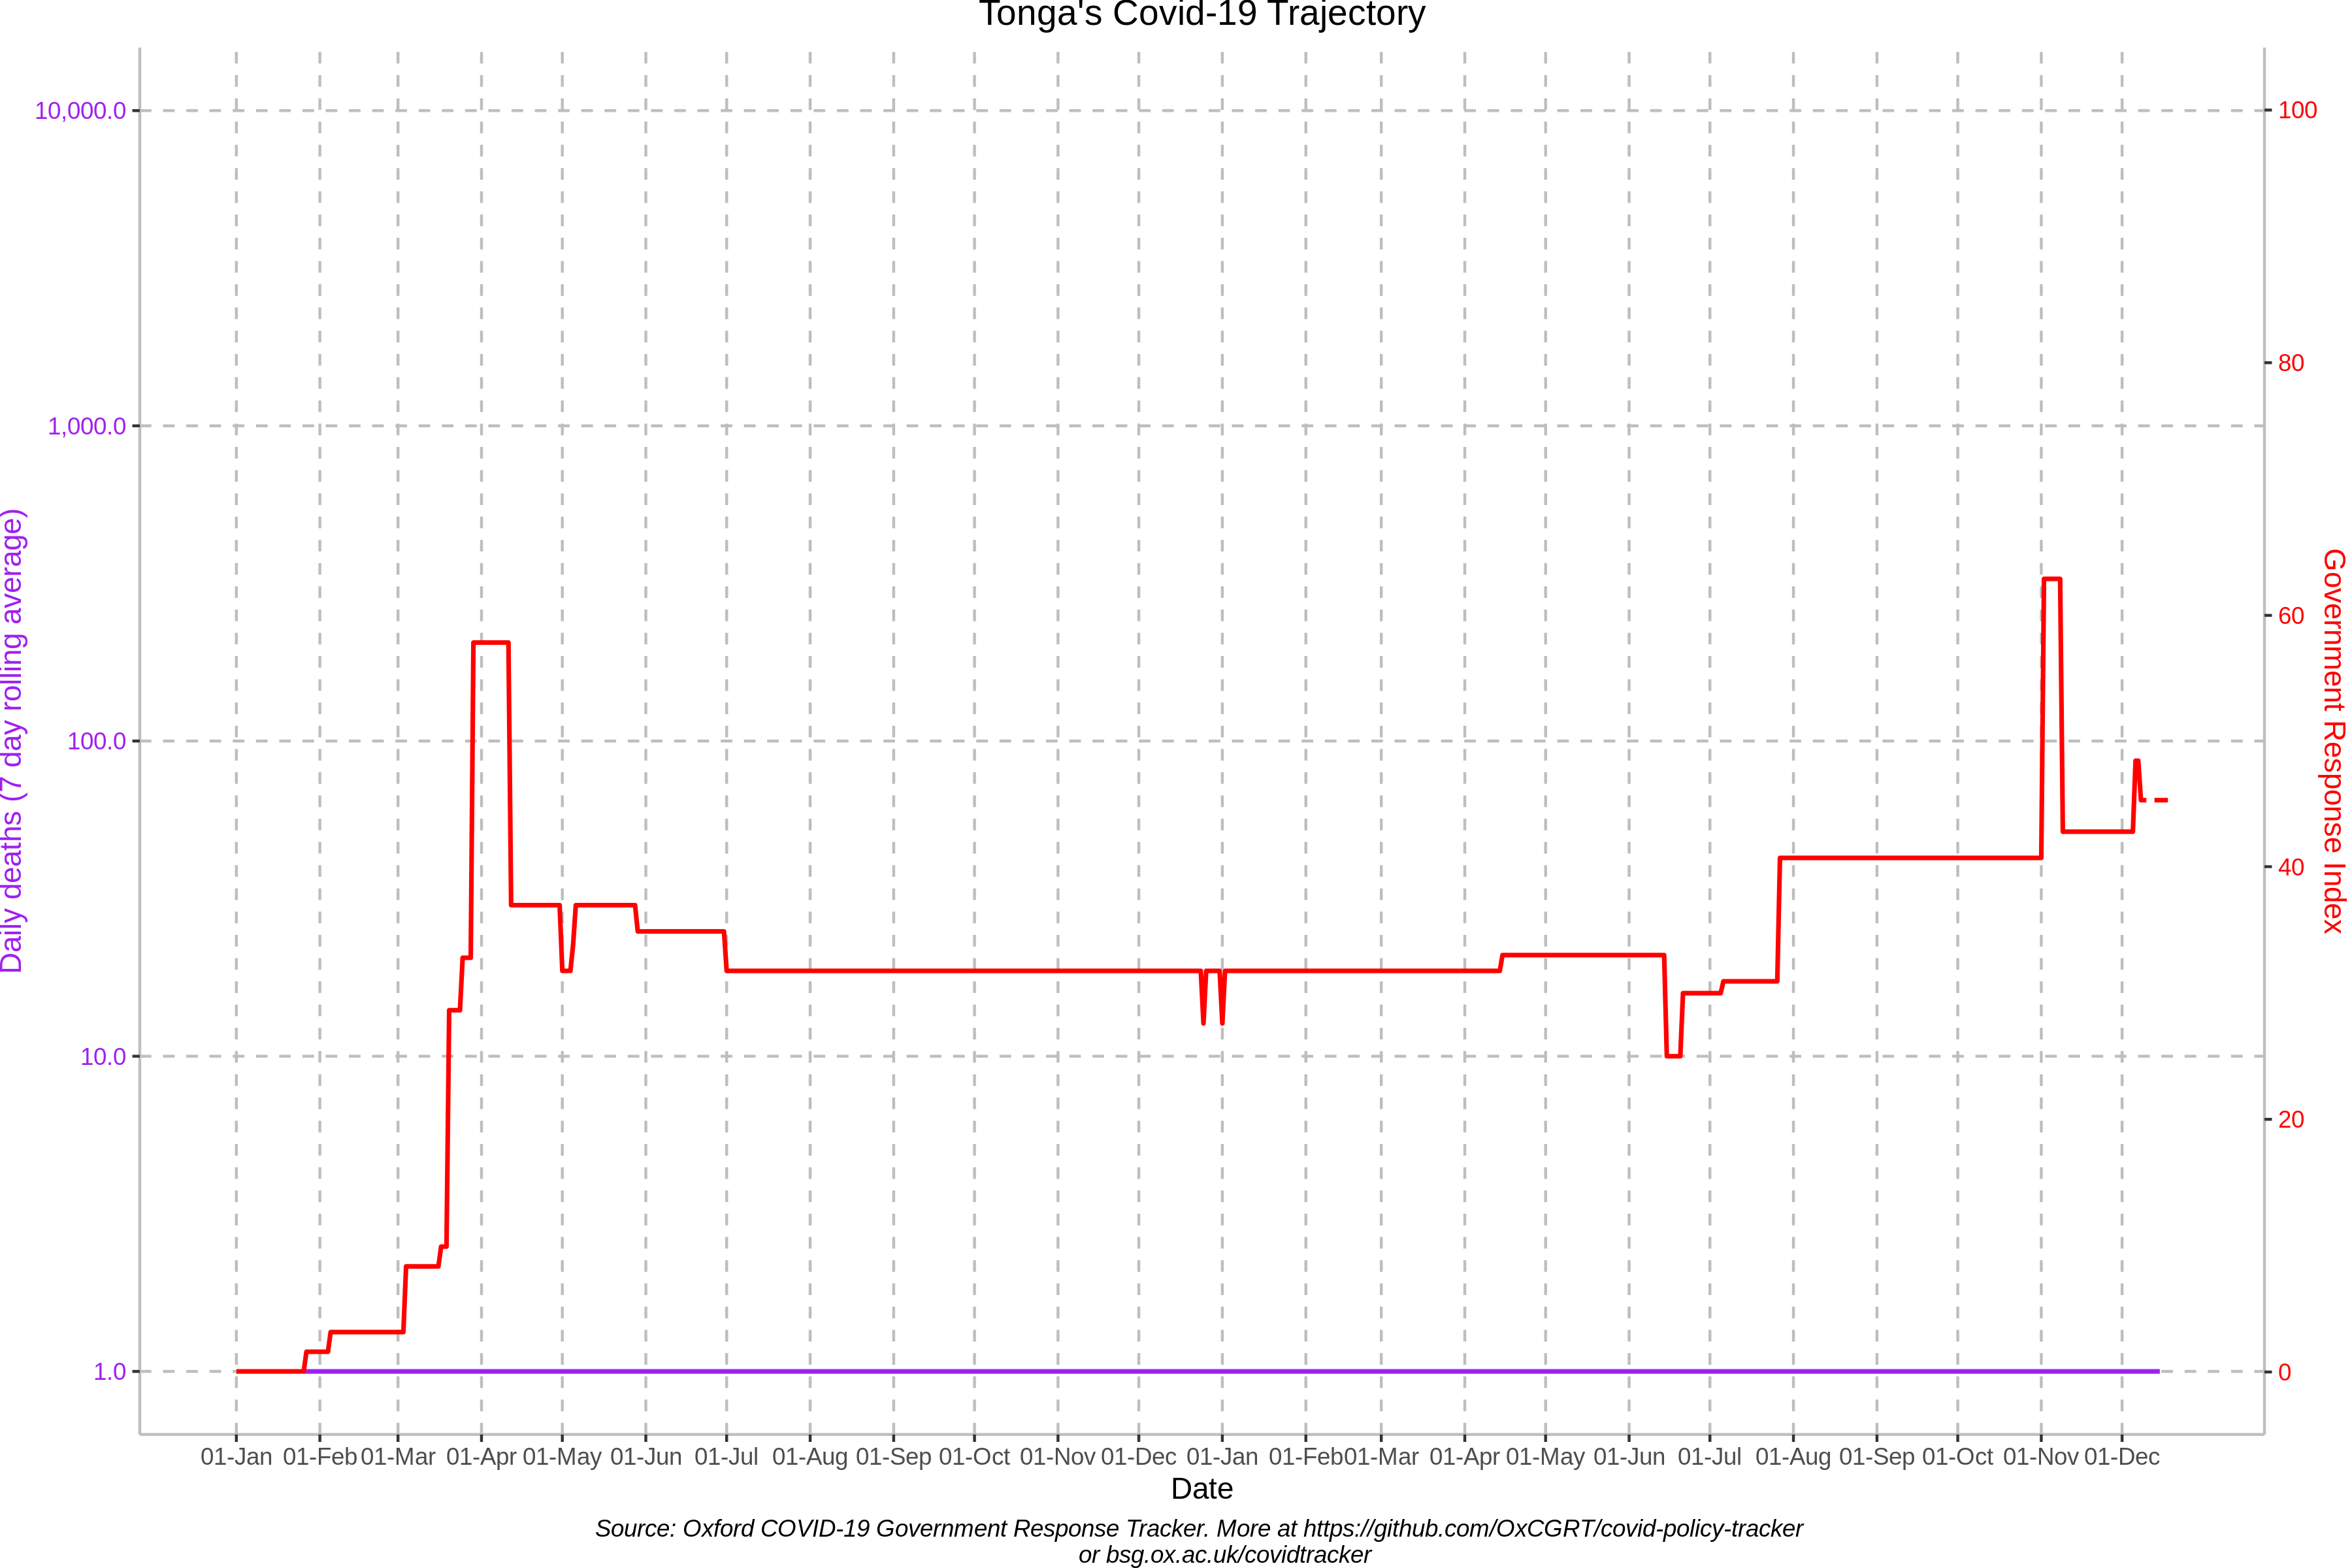 Tonga's Covid-19 Trajectory
10,000.0
1,000.0
100.0
10.0
1.0
Daily deaths (7 day rolling average)
100
80
60
40
20
0
Government Response Index
01-Jan 01-Feb 01-Mar 01-Apr 01-May 01-Jun 01-Jul 01-Aug 01-Sep 01-Oct 01-Nov 01-Dec 01-Jan 01-Feb 01-Mar 01-Apr 01-May 01-Jun 01-Jul 01-Aug 01-Sep 01-Oct 01-Nov 01-Dec
Date
Source: Oxford COVID-19 Government Response Tracker. More at https://github.com/OxCGRT/covid-policy-tracker
or bsg.ox.ac.uk/covidtracker